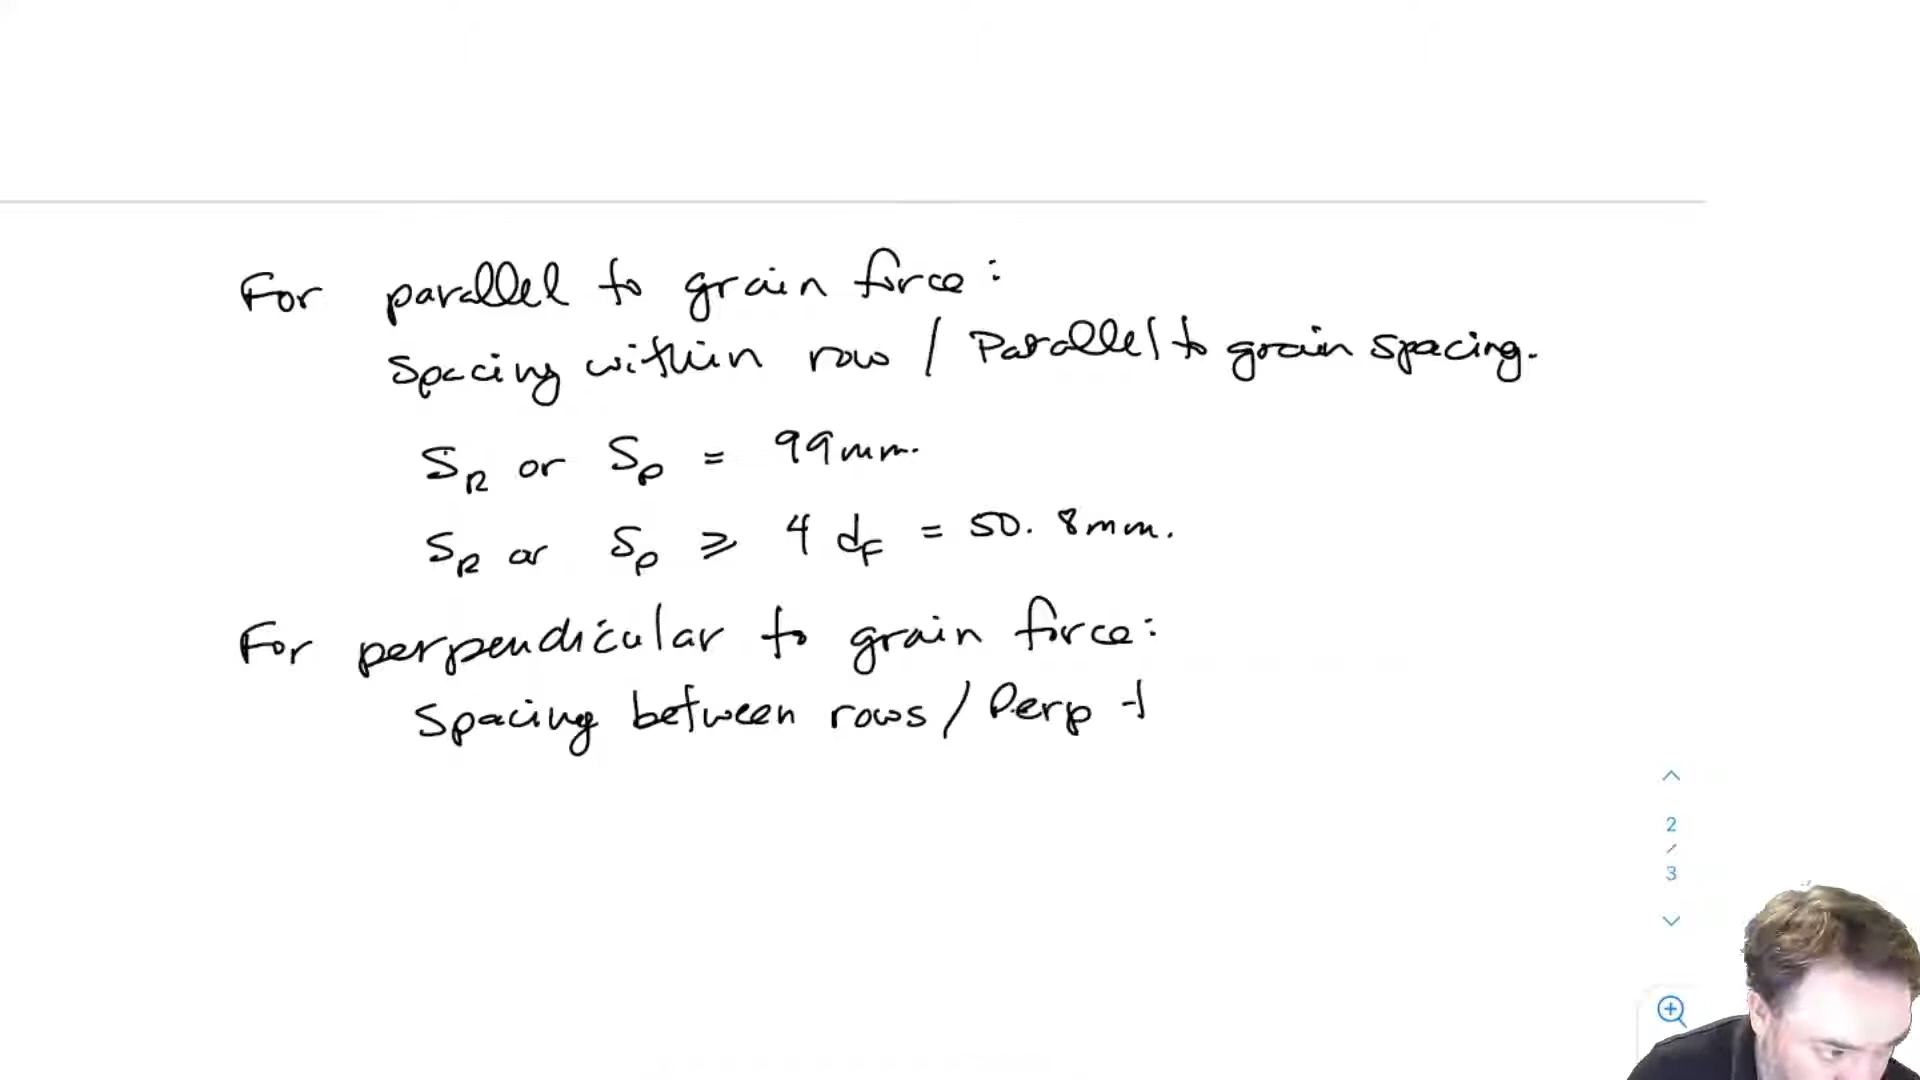 For parallel to grain force:
Spacing within row / Parallel to grain spacing.
SR or Sp = 99mm.
SR or Sp ≥ 4 dF = 50.8mm.
For perpendicular to grain force:
Spacing between rows / Perp t
2
/
3